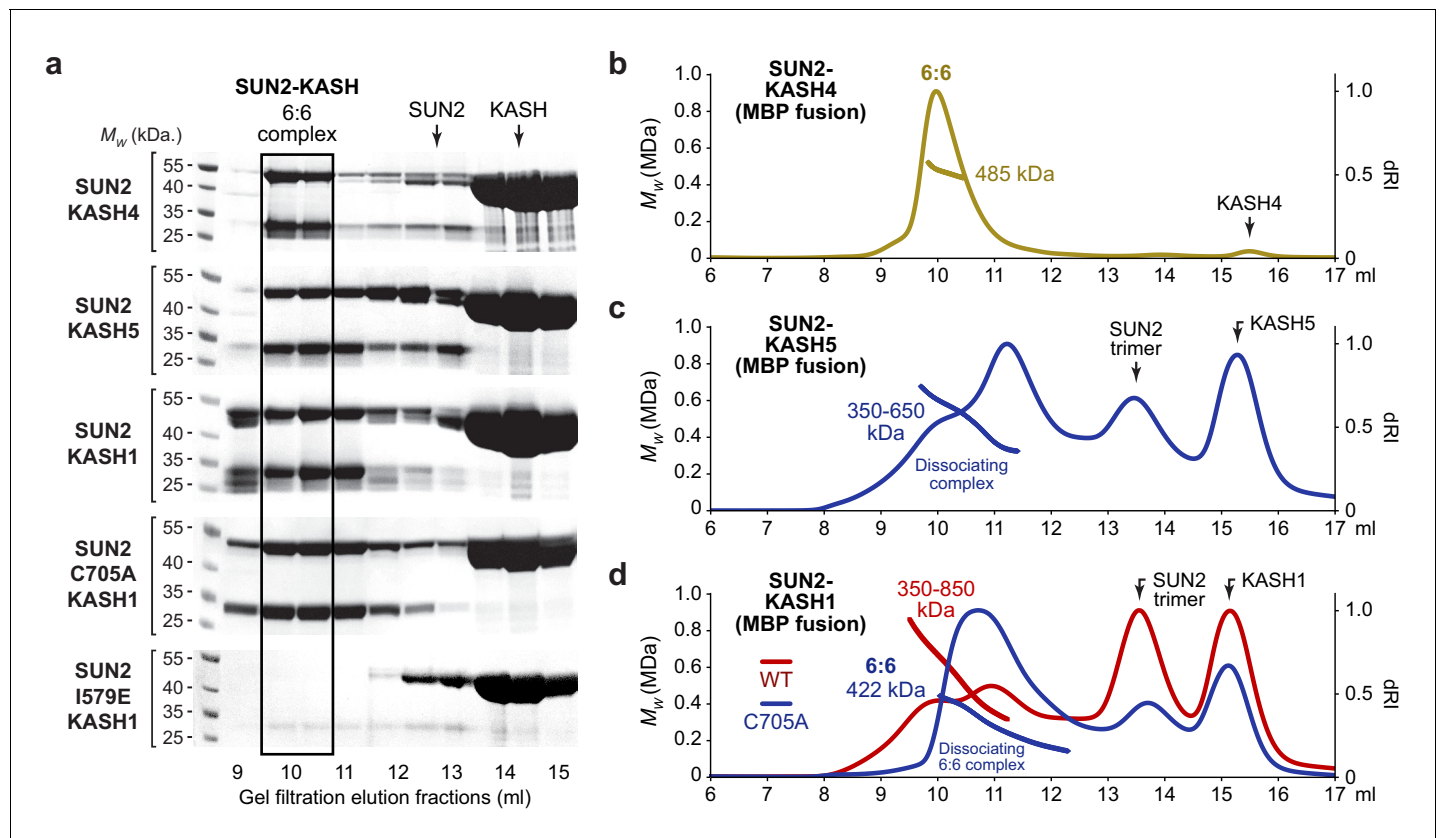 a
SUN2-KASH
6:6
complex
SUN2
KASH
Mw (kDa.)
SUN2
KASH4
55 -
40 -
35 -
25 -
SUN2
KASH5
55 -
40 -
35 -
25 -
SUN2
KASH1
55 -
40 -
35 -
25 -
SUN2
C705A
KASH1
55 -
40 -
35 -
25 -
SUN2
I579E
KASH1
55 -
40 -
35 -
25 -
9 10 11 12 13 14 15
Gel filtration elution fractions (ml)
b
SUN2-
KASH4
(MBP fusion)
6:6
485 kDa
KASH4
Mw (MDa)
1.0
0.8
0.6
0.4
0.2
0
dRI
1.0
0.5
0
6 7 8 9 10 11 12 13 14 15 16 17 ml
c
SUN2-
KASH5
(MBP fusion)
SUN2
trimer
KASH5
350-650
kDa
Dissociating
complex
Mw (MDa)
1.0
0.8
0.6
0.4
0.2
0
dRI
1.0
0.5
0
6 7 8 9 10 11 12 13 14 15 16 17 ml
d
SUN2-
KASH1
(MBP fusion)
350-850
kDa
SUN2
trimer
KASH1
WT
C705A
6:6
422 kDa
Dissociating
6:6 complex
Mw (MDa)
1.0
0.8
0.6
0.4
0.2
0
dRI
1.0
0.5
0
6 7 8 9 10 11 12 13 14 15 16 17 ml